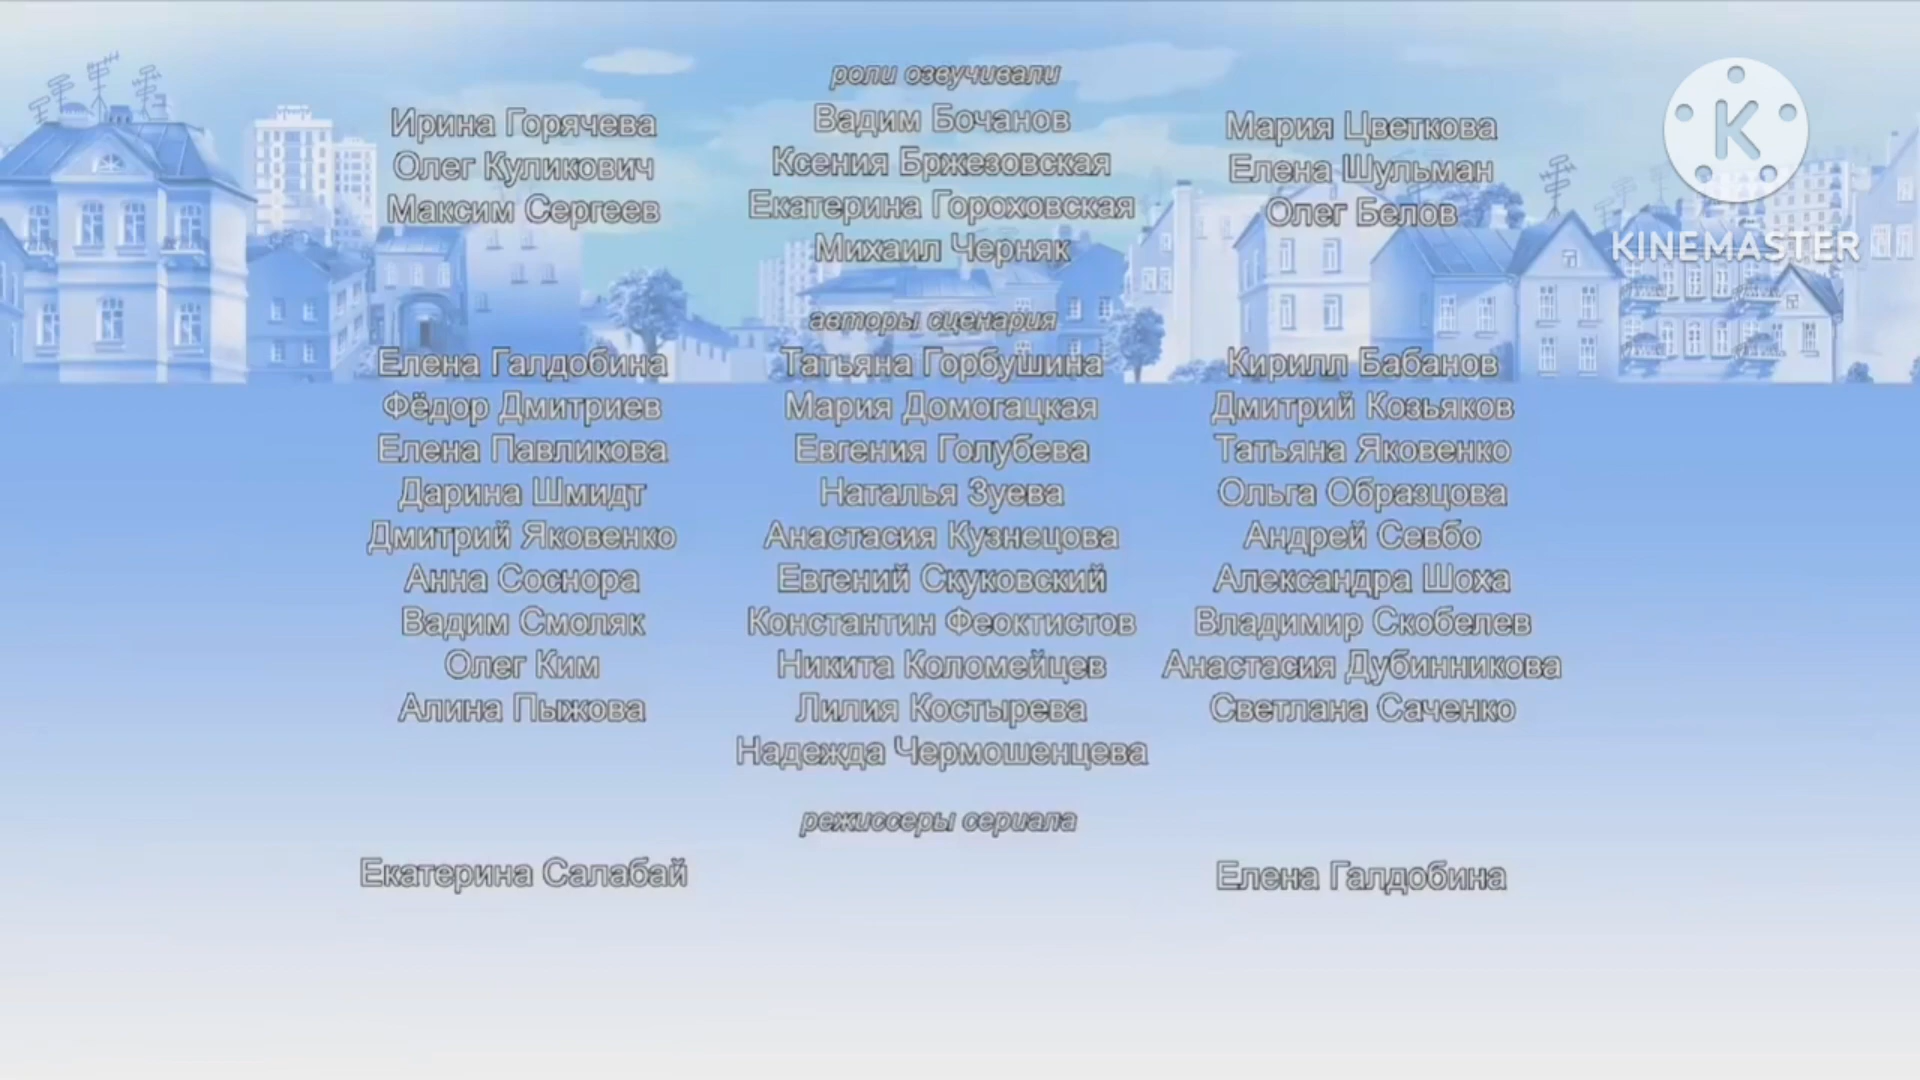 роли озвучивали
Ирина Горячева Вадим Бочанов Мария Цветкова
Олег Куликович Ксения Бржезовская Елена Шульман
Максим Сергеев Екатерина Гороховская Олег Белов
Михаил Черняк
K
KINEMASTER
авторы сценария
Елена Галдобина Татьяна Горбушина Кирилл Бабанов
Фёдор Дмитриев Мария Домогацкая Дмитрий Козьяков
Елена Павликова Евгения Голубева Татьяна Яковенко
Дарина Шмидт Наталья Зуева Ольга Образцова
Дмитрий Яковенко Анастасия Кузнецова Андрей Севбо
Анна Соснора Евгений Скуковский Александра Шоха
Вадим Смоляк Константин Феоктистов Владимир Скобелев
Олег Ким Никита Коломейцев Анастасия Дубинникова
Алина Пыжова Лилия Костырева Светлана Саченко
Надежда Чермошенцева
режиссеры сериала
Екатерина Салабай Елена Галдобина